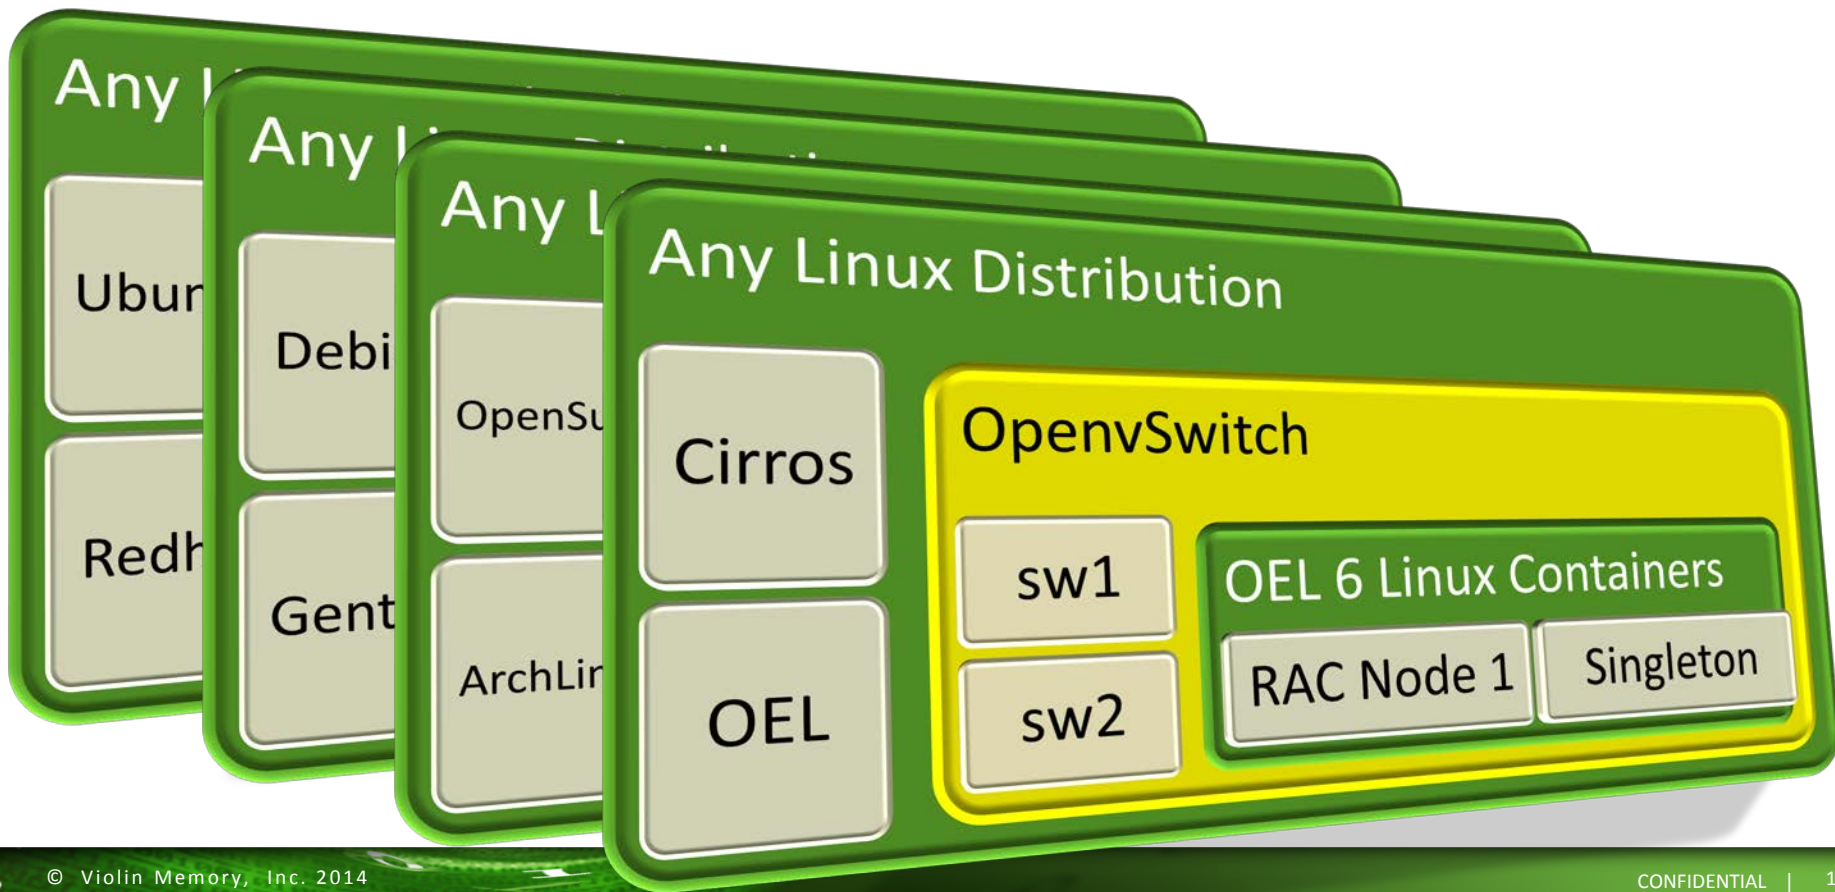 Any
Any
Any
Any Linux Distribution
Cirros
OEL
OpenvSwitch
sw1
sw2
OEL 6 Linux Containers
RAC Node 1
Singleton
© Violin Memory, Inc. 2014
CONFIDENTIAL |